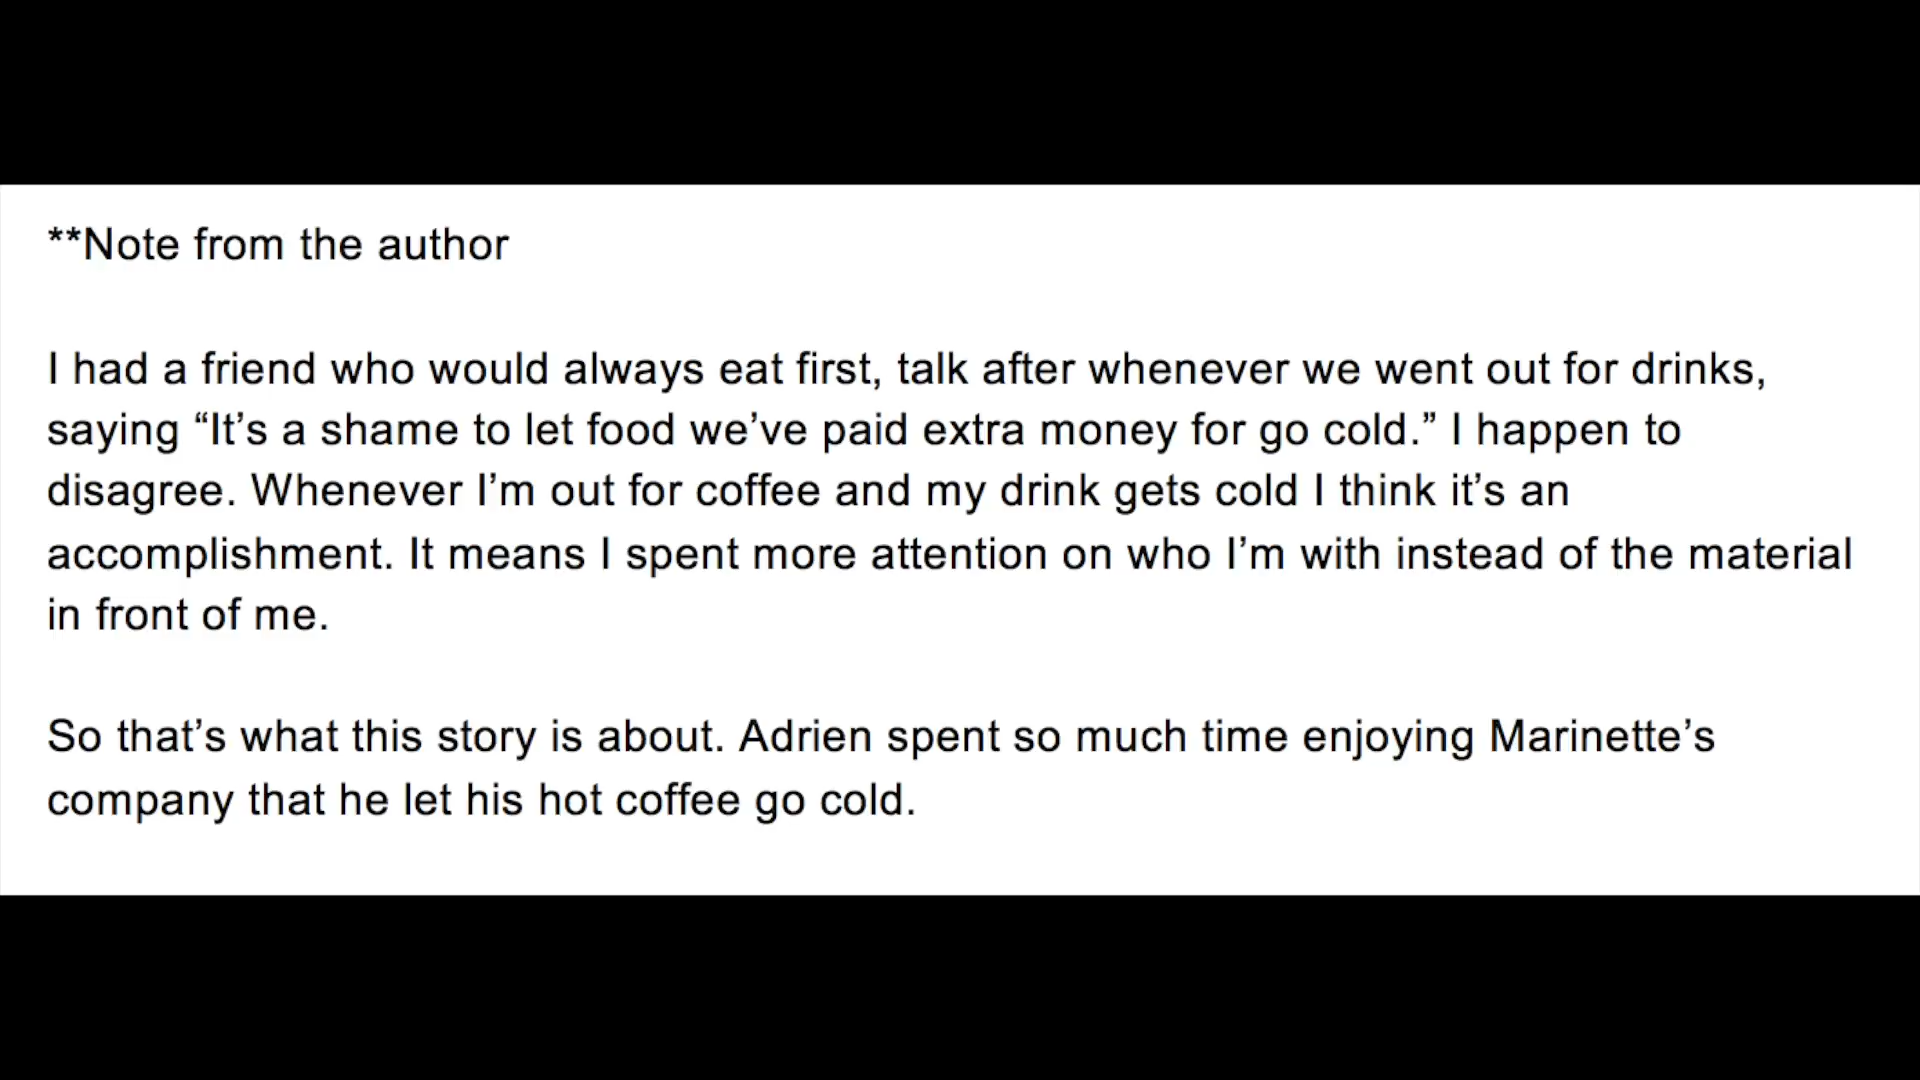 **Note from the author
I had a friend who would always eat first, talk after whenever we went out for drinks,
saying “It’s a shame to let food we’ve paid extra money for go cold.” I happen to
disagree. Whenever I’m out for coffee and my drink gets cold I think it’s an
accomplishment. It means I spent more attention on who I’m with instead of the material
in front of me.
So that’s what this story is about. Adrien spent so much time enjoying Marinette’s
company that he let his hot coffee go cold.